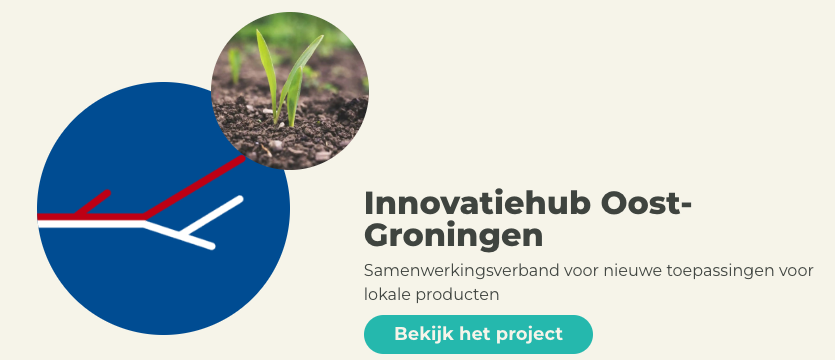 Innovatiehub Oost-
Groningen
Samenwerkingsverband voor nieuwe toepassingen voor
lokale producten
Bekijk het project